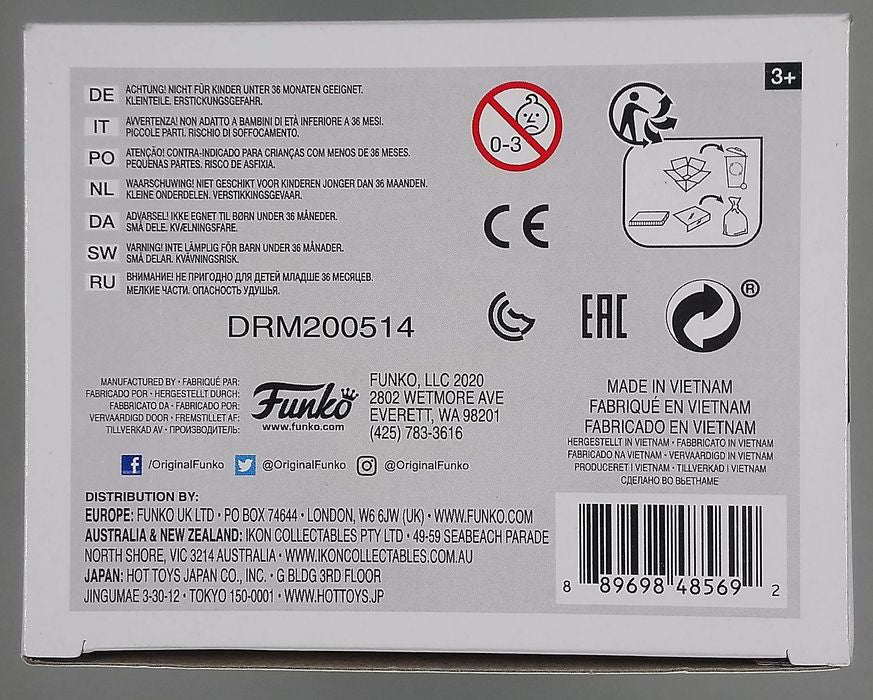 3+
DE ACHTUNG! NICHT FÜR KINDER UNTER 36 MONATEN GEEIGNET.
KLEINTEILE. ERSTICKUNGSGEFAHR.
IT AVVERTENZA! NON ADATTO A BAMBINI DI ETÀ INFERIORE A 36 MESI.
PICCOLE PARTI. RISCHIO DI SOFFOCAMENTO.
PO ATENÇÃO! CONTRA-INDICADO PARA CRIANÇAS COM MENOS DE 36 MESES.
PEQUENAS PARTES. RISCO DE ASFIXIA.
NL WAARSCHUWING! NIET GESCHIKT VOOR KINDEREN JONGER DAN 36 MAANDEN.
KLEINE ONDERDELEN. VERSTIKKINGSGEVAAR.
DA ADVARSEL! IKKE EGNET TIL BØRN UNDER 36 MÅNEDER.
SMÅ DELE. KVÆLNINGSFARE.
SW VARNING! INTE LÄMPLIG FÖR BARN UNDER 36 MÅNADER.
SMÅ DELAR. KVÄVNINGSRISK.
RU ВНИМАНИЕ! НЕ ПРИГОДНО ДЛЯ ДЕТЕЙ МЛАДШЕ 36 МЕСЯЦЕВ.
МЕЛКИЕ ЧАСТИ. ОПАСНОСТЬ УДУШЬЯ.
0-3
CE
EAC
®
DRM200514
MANUFACTURED BY • FABRIQUÉ PAR:
FABRICADO POR • HERGESTELLT DURCH:
FABBRICATO DA • FABRICADO POR:
VERVAARDIGD DOOR • FREMSTILLET AF:
TILLVERKAD AV • ПРОИЗВОДИТЕЛЬ:
Funko
www.funko.com
FUNKO, LLC 2020
2802 WETMORE AVE
EVERETT, WA 98201
(425) 783-3616
MADE IN VIETNAM
FABRIQUÉ EN VIETNAM
FABRICADO EN VIETNAM
HERGESTELLT IN VIETNAM • FABBRICATO IN VIETNAM
FABRICADO NA VIETNAM • VERVAARDIGD IN VIETNAM
PRODUCERET I VIETNAM • TILLVERKAD I VIETNAM
СДЕЛАНО ВО ВЬЕТНАМЕ
/OriginalFunko @OriginalFunko @OriginalFunko
DISTRIBUTION BY:
EUROPE: FUNKO UK LTD • PO BOX 74644 • LONDON, W6 6JW (UK) • WWW.FUNKO.COM
AUSTRALIA & NEW ZEALAND: IKON COLLECTABLES PTY LTD • 49-59 SEABEACH PARADE
NORTH SHORE, VIC 3214 AUSTRALIA • WWW.IKONCOLLECTABLES.COM.AU
JAPAN: HOT TOYS JAPAN CO., INC. • G BLDG 3RD FLOOR
JINGUMAE 3-30-12 • TOKYO 150-0001 • WWW.HOTTOYS.JP
8 89698 48569 2